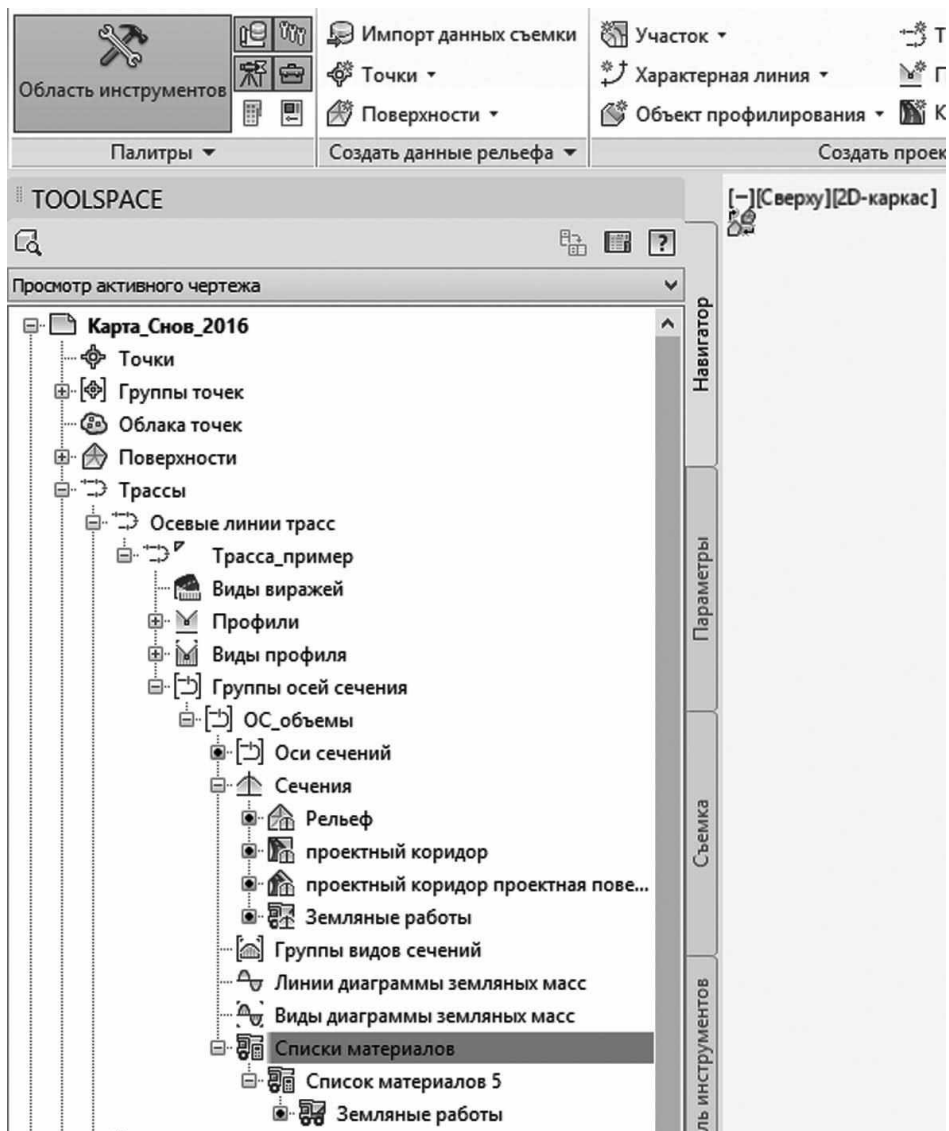 Импорт данных съемки
Участок
Т
Область инструментов
Точки
Характерная линия
П
Поверхности
Объект профилирования
К
Палитры
Создать данные рельефа
Создать проек
TOOLSPACE
[−][Сверху][2D-каркас]
?
Просмотр активного чертежа
Навигатор
Карта_Снов_2016
Точки
Группы точек
Облака точек
Поверхности
Трассы
Осевые линии трасс
Параметры
Трасса_пример
Виды виражей
Профили
Виды профиля
Группы осей сечения
ОС_объемы
Оси сечений
Съемка
Сечения
Рельеф
проектный коридор
проектный коридор проектная пове...
Земляные работы
Группы видов сечений
Линии диаграммы земляных масс
Виды диаграммы земляных масс
ль инструментов
Списки материалов
Список материалов 5
Земляные работы